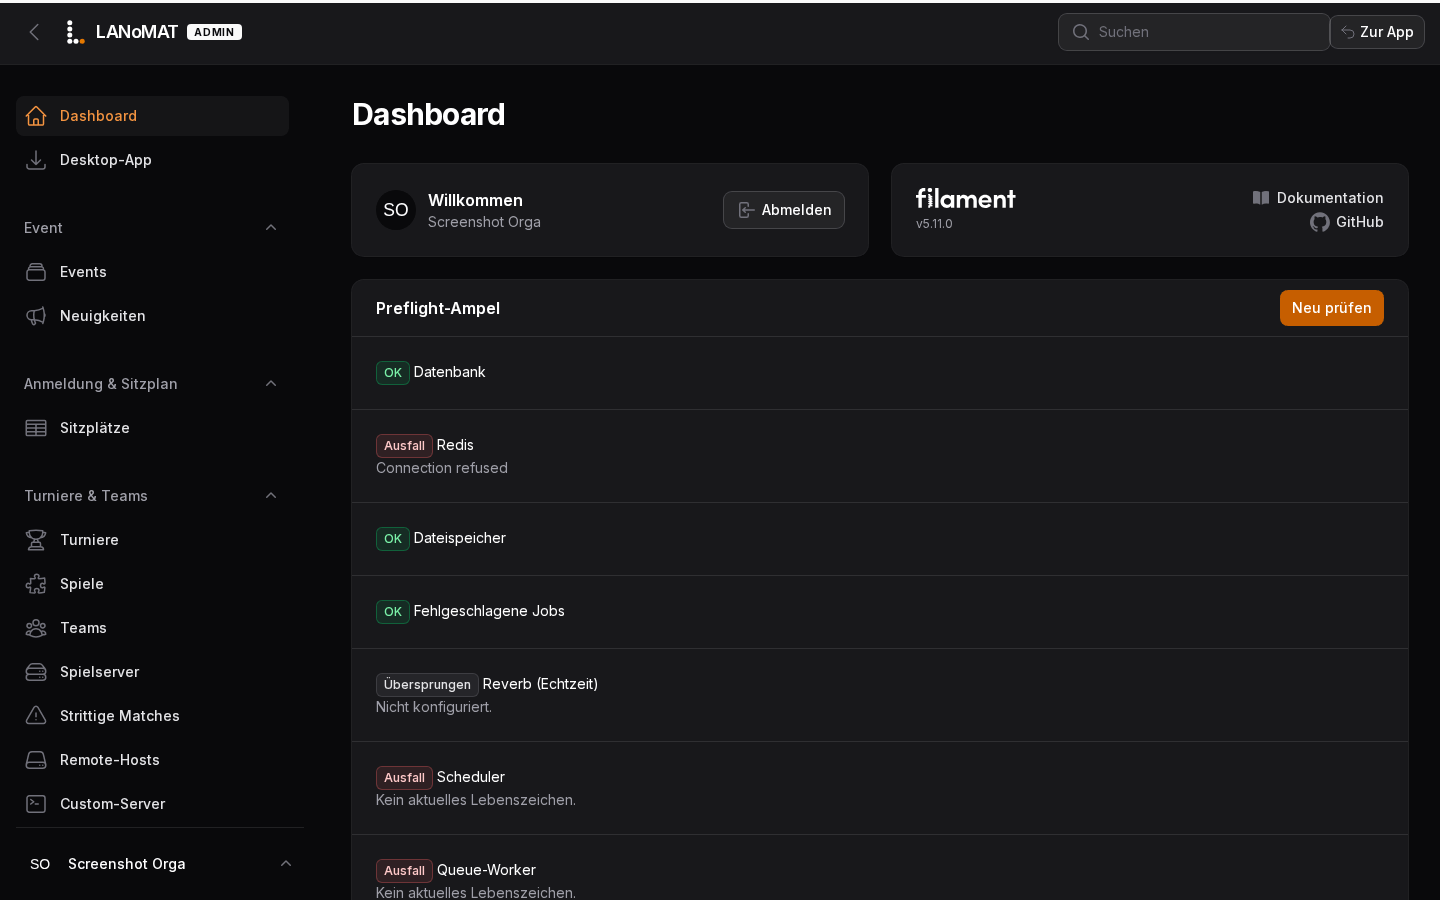 LANoMAT ADMIN
Suchen
Zur App
Dashboard
Desktop-App
Event
Events
Neuigkeiten
Anmeldung & Sitzplan
Sitzplätze
Turniere & Teams
Turniere
Spiele
Teams
Spielserver
Strittige Matches
Remote-Hosts
Custom-Server
SO Screenshot Orga
Dashboard
SO
Willkommen
Screenshot Orga
Abmelden
filament
v5.11.0
Dokumentation
GitHub
Preflight-Ampel
Neu prüfen
OK Datenbank
Ausfall Redis
Connection refused
OK Dateispeicher
OK Fehlgeschlagene Jobs
Übersprungen Reverb (Echtzeit)
Nicht konfiguriert.
Ausfall Scheduler
Kein aktuelles Lebenszeichen.
Ausfall Queue-Worker
Kein aktuelles Lebenszeichen.